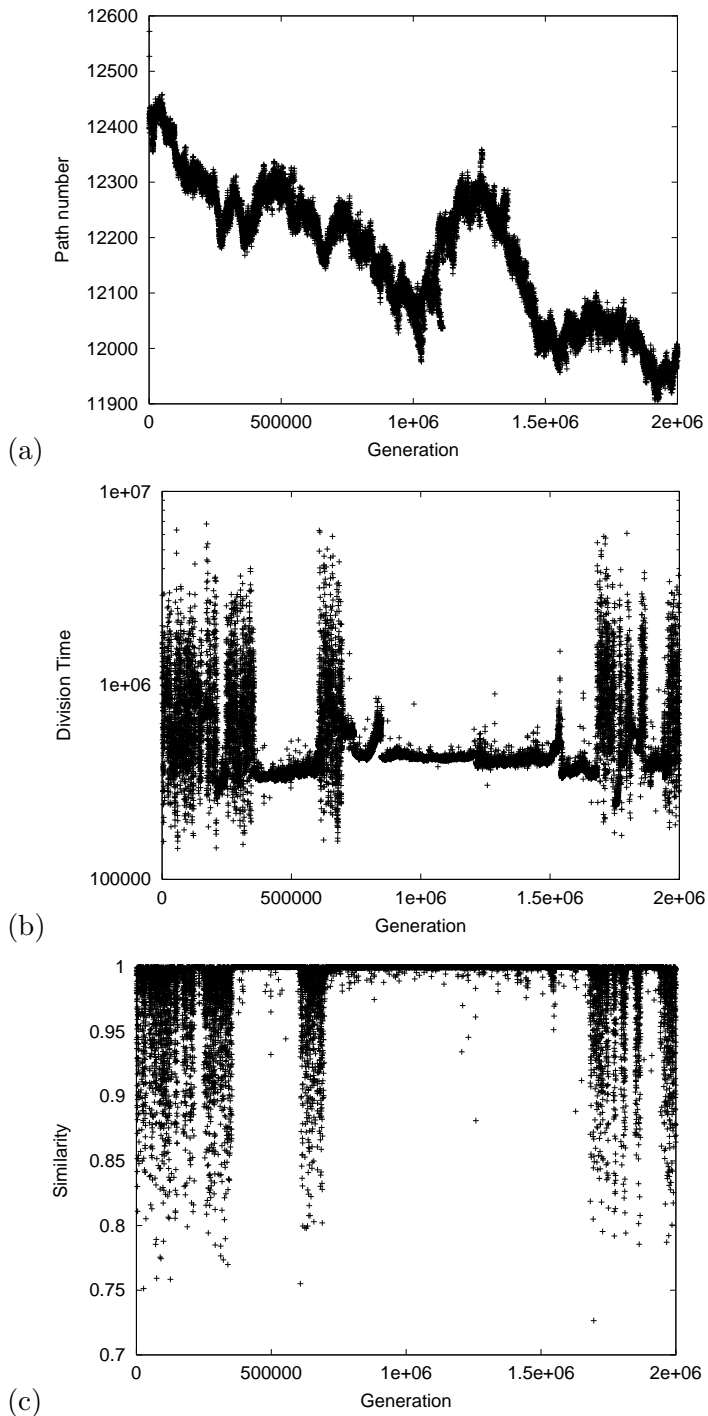 12600
12500
12400
12300
12200
12100
12000
11900
Path number
0 500000 1e+06 1.5e+06 2e+06
Generation
(a)
1e+07
1e+06
100000
Division Time
0 500000 1e+06 1.5e+06 2e+06
Generation
(b)
1
0.95
0.9
0.85
0.8
0.75
0.7
Similarity
0 500000 1e+06 1.5e+06 2e+06
Generation
(c)